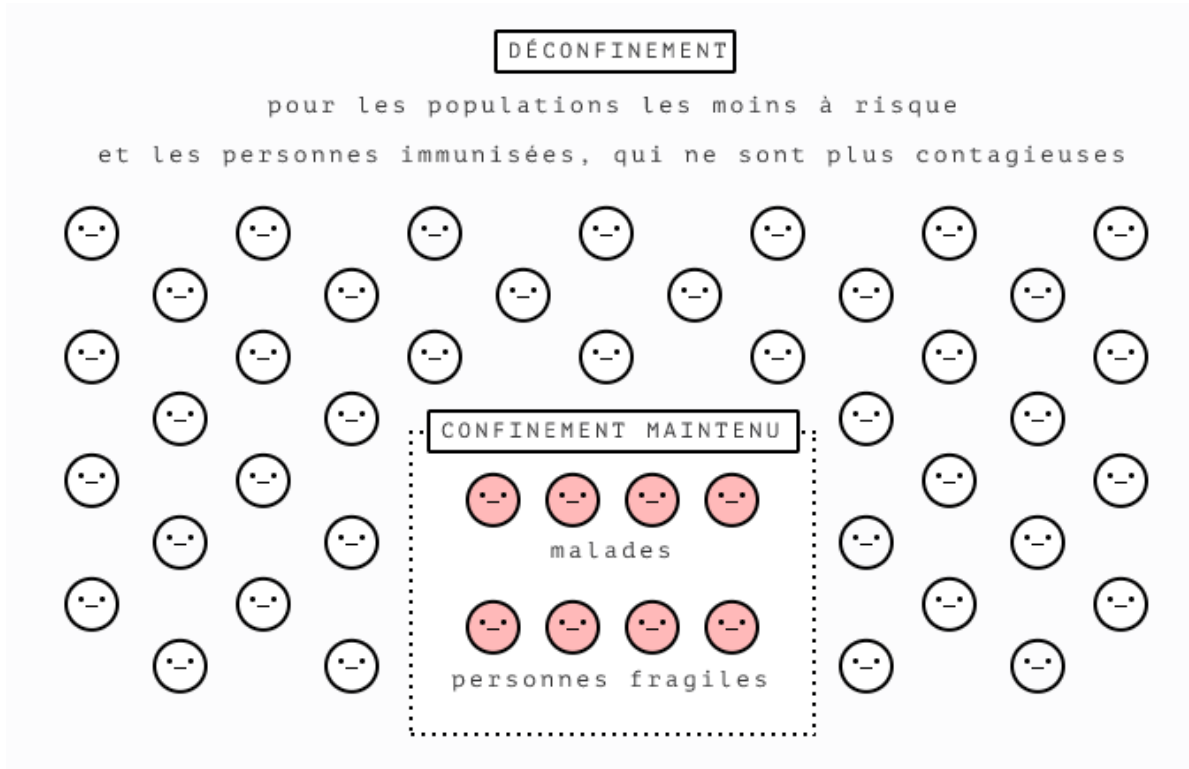 DÉCONFINEMENT
pour les populations les moins à risque
et les personnes immunisées, qui ne sont plus contagieuses
CONFINEMENT MAINTENU
malades
personnes fragiles